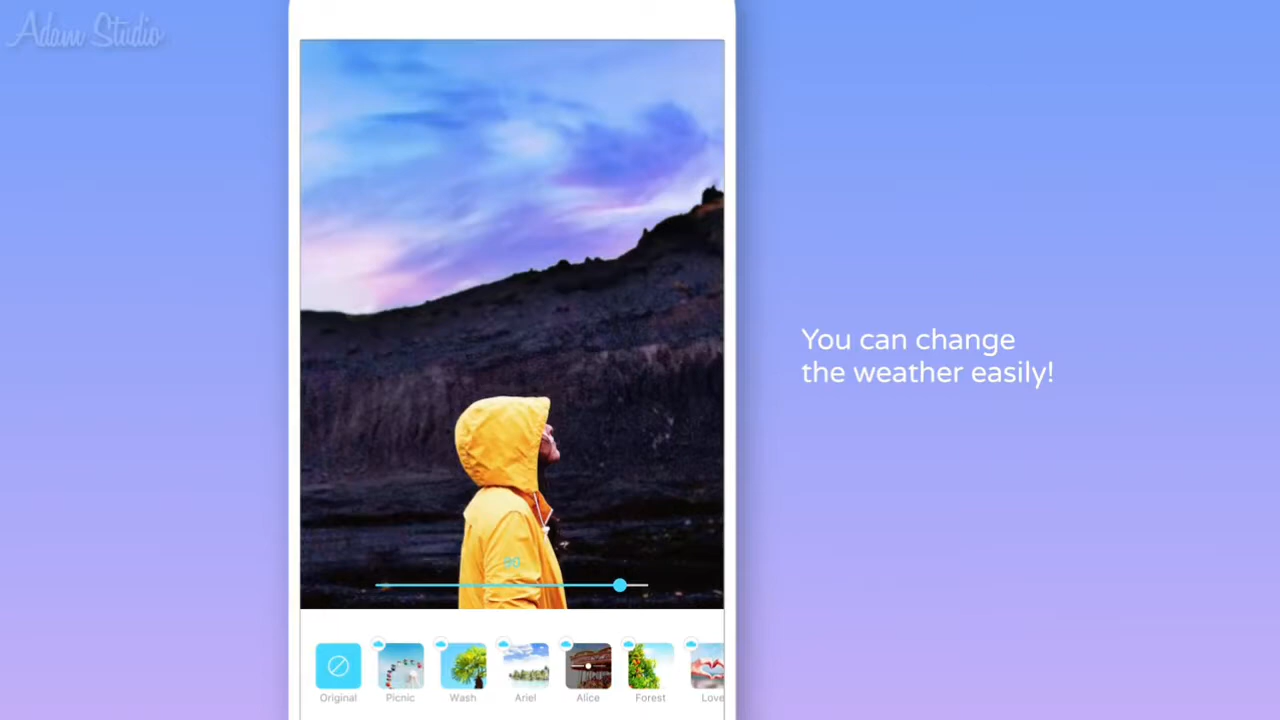 Adam Studio
You can change
the weather easily!
Original
Picnic
Wash
Ariel
Alice
Forest
Love